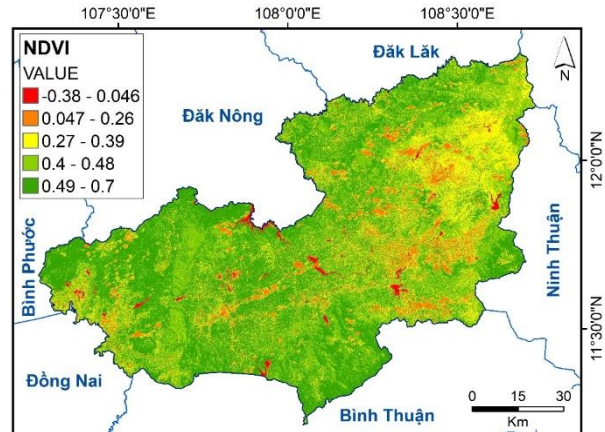 107°30'0"E
108°0'0"E
108°30'0"E
NDVI
VALUE
-0.38 - 0.046
0.047 - 0.26
0.27 - 0.39
0.4 - 0.48
0.49 - 0.7
Đăk Lăk
N
Đăk Nông
12°0'0"N
Bình Phước
Ninh Thuận
11°30'0"N
Đồng Nai
Bình Thuận
0 15 30
Km